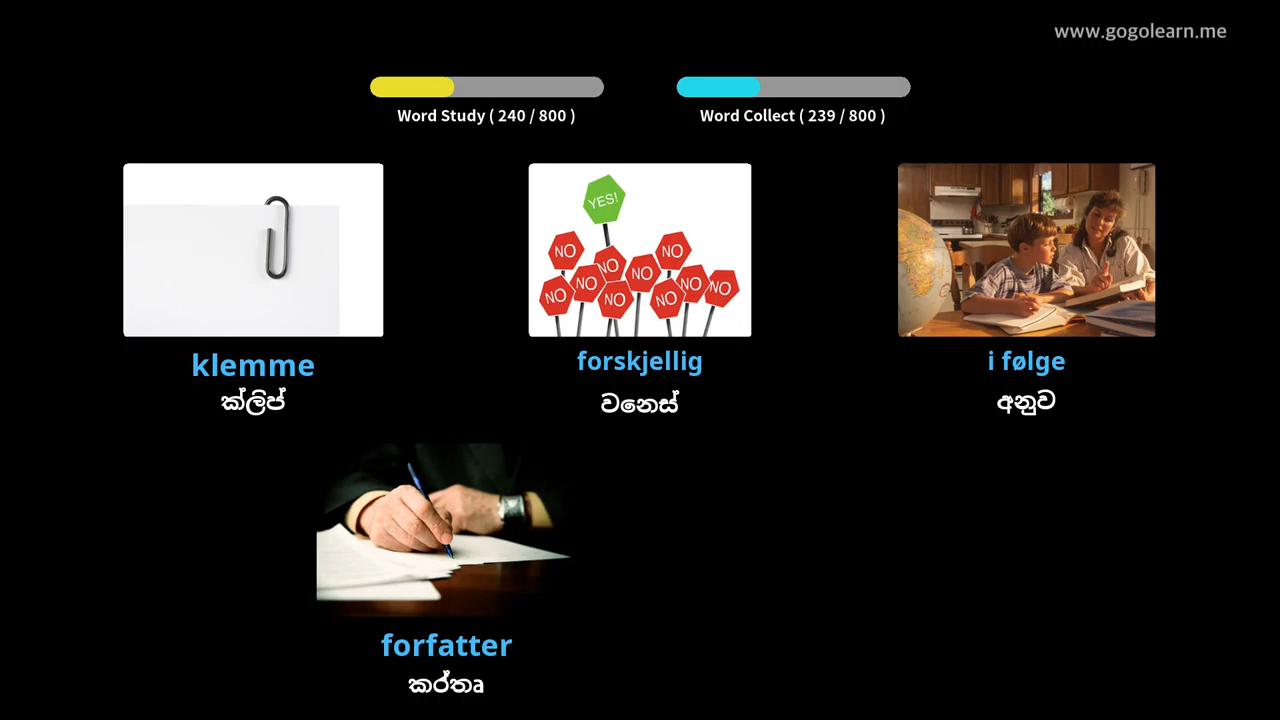 www.gogolearn.me
Word Study ( 240 / 800 )
Word Collect ( 239 / 800 )
YES!
NO
NO
NO
NO
NO
NO
NO
NO
NO
NO
klemme
ක්ලිප්
forskjellig
වනෙස්
i følge
අනුව
forfatter
කර්තෘ